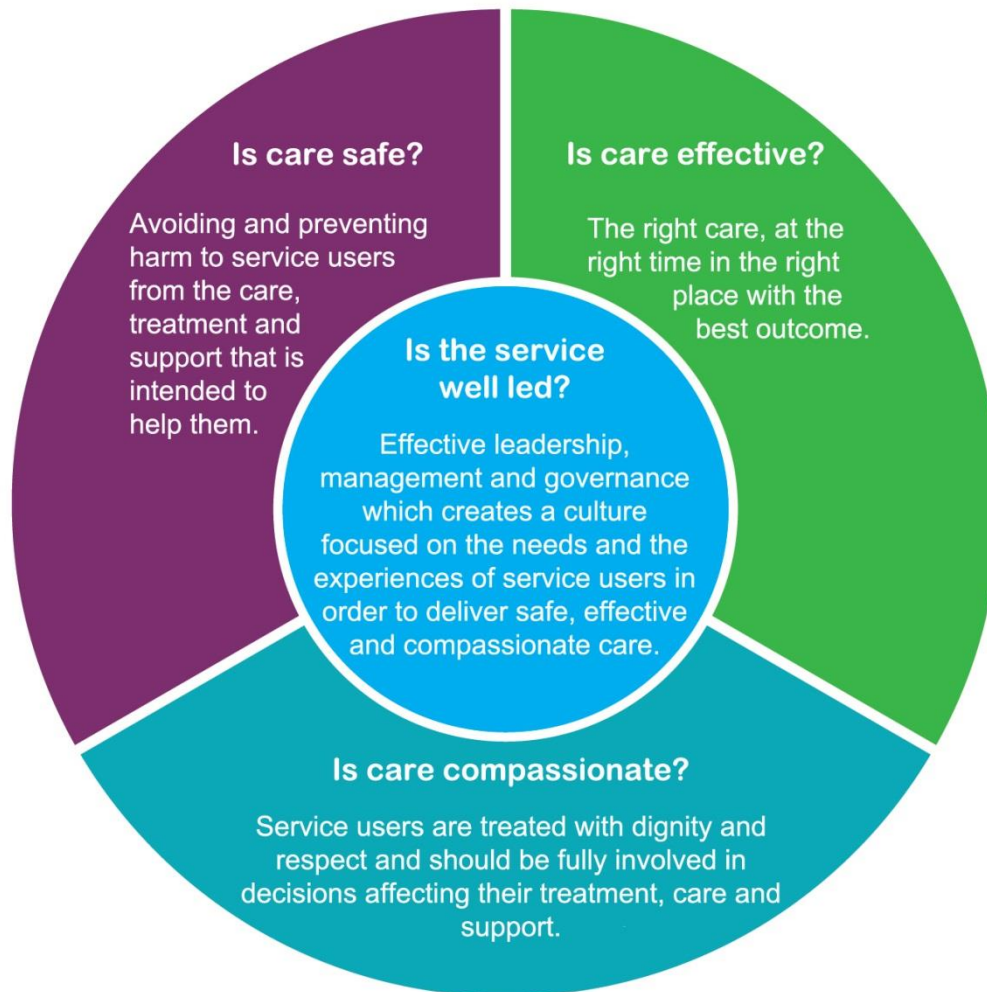 Is care safe?
Avoiding and preventing
harm to service users
from the care,
treatment and
support that is
intended to
help them.
Is care effective?
The right care, at the
right time in the right
place with the
best outcome.
Is the service
well led?
Effective leadership,
management and governance
which creates a culture
focused on the needs and the
experiences of service users in
order to deliver safe, effective
and compassionate care.
Is care compassionate?
Service users are treated with dignity and
respect and should be fully involved in
decisions affecting their treatment, care and
support.